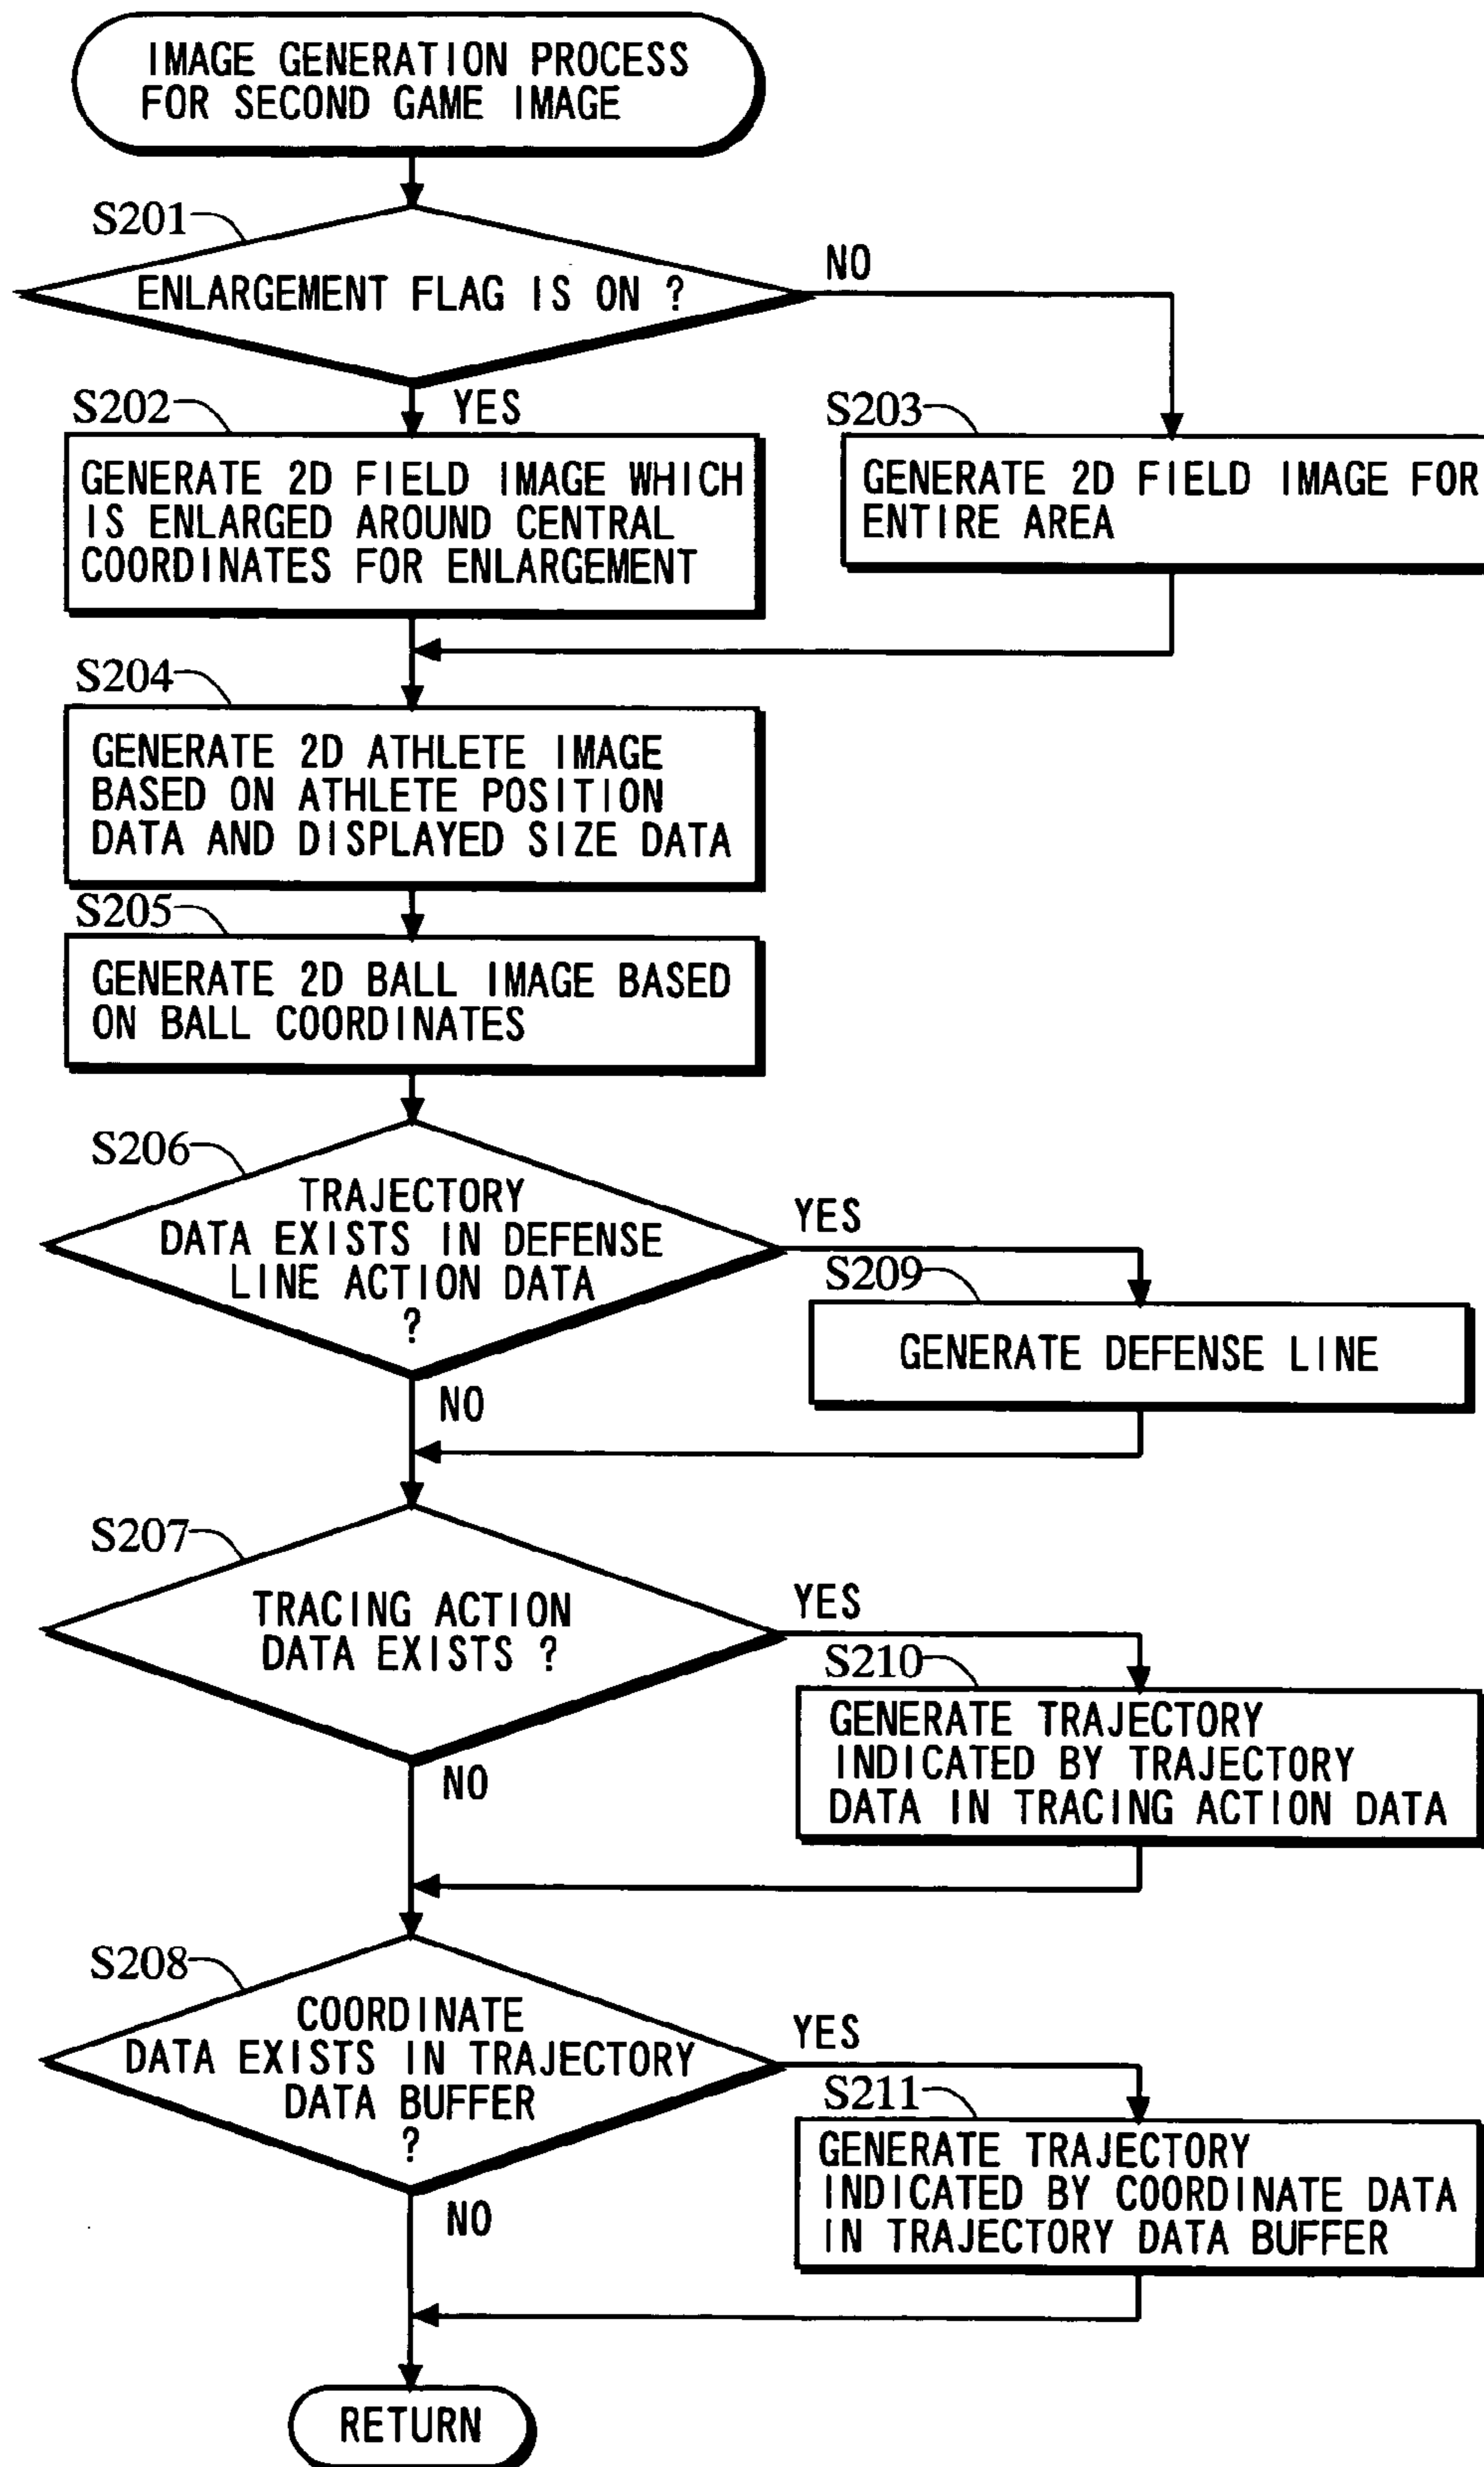 IMAGE GENERATION PROCESS
FOR SECOND GAME IMAGE
S201
ENLARGEMENT FLAG IS ON ?
NO
YES
S202
GENERATE 2D FIELD IMAGE WHICH
IS ENLARGED AROUND CENTRAL
COORDINATES FOR ENLARGEMENT
S203
GENERATE 2D FIELD IMAGE FOR
ENTIRE AREA
S204
GENERATE 2D ATHLETE IMAGE
BASED ON ATHLETE POSITION
DATA AND DISPLAYED SIZE DATA
S205
GENERATE 2D BALL IMAGE BASED
ON BALL COORDINATES
S206
TRAJECTORY
DATA EXISTS IN DEFENSE
LINE ACTION DATA
?
YES
S209
GENERATE DEFENSE LINE
NO
S207
TRACING ACTION
DATA EXISTS ?
YES
S210
GENERATE TRAJECTORY
INDICATED BY TRAJECTORY
DATA IN TRACING ACTION DATA
NO
S208
COORDINATE
DATA EXISTS IN TRAJECTORY
DATA BUFFER
?
YES
S211
GENERATE TRAJECTORY
INDICATED BY COORDINATE DATA
IN TRAJECTORY DATA BUFFER
NO
RETURN